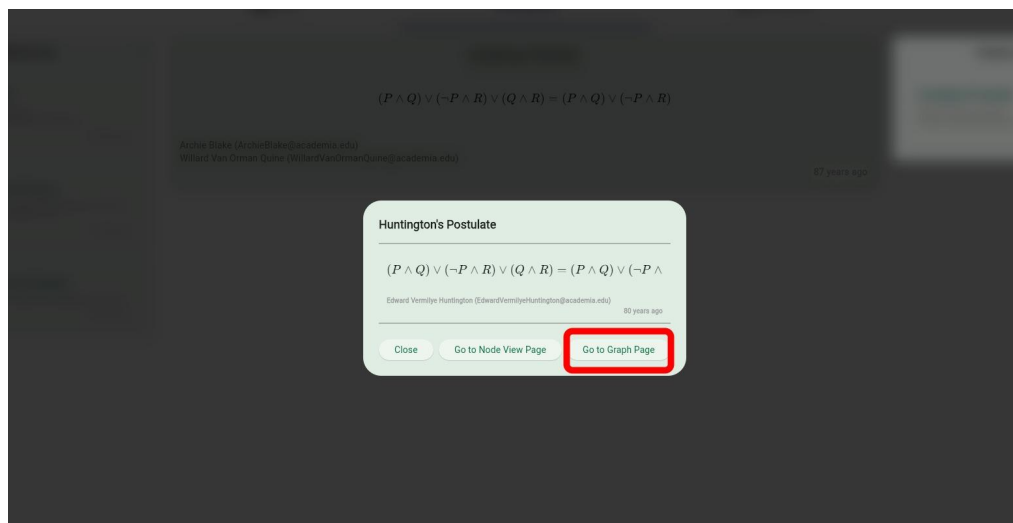 (P ∧ Q) ∨ (¬P ∧ R) ∨ (Q ∧ R) = (P ∧ Q) ∨ (¬P ∧ R)
Archie Blake (ArchieBlake@academia.edu)
Willard Van Orman Quine (WillardVanOrmanQuine@academia.edu)
87 years ago
Huntington's Postulate
(P ∧ Q) ∨ (¬P ∧ R) ∨ (Q ∧ R) = (P ∧ Q) ∨ (¬P ∧
Edward Vermilye Huntington (EdwardVermilyeHuntington@academia.edu)
80 years ago
Close Go to Node View Page Go to Graph Page